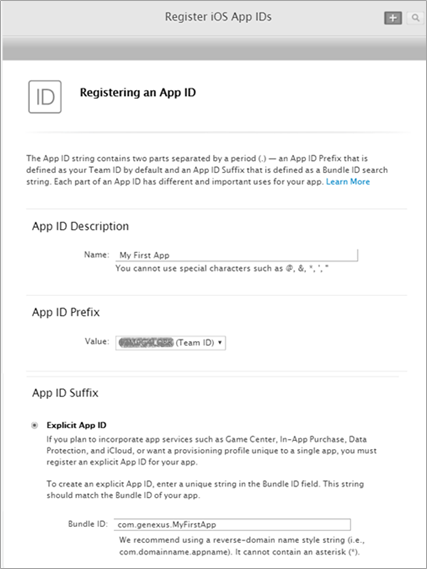 Register iOS App IDs
ID
Registering an App ID
The App ID string contains two parts separated by a period (.) — an App ID Prefix that is
defined as your Team ID by default and an App ID Suffix that is defined as a Bundle ID search
string. Each part of an App ID has different and important uses for your app. Learn More
App ID Description
Name: My First App
You cannot use special characters such as @, &, *, ', "
App ID Prefix
Value: (Team ID)
App ID Suffix
Explicit App ID
If you plan to incorporate app services such as Game Center, In-App Purchase, Data
Protection, and iCloud, or want a provisioning profile unique to a single app, you must
register an explicit App ID for your app.
To create an explicit App ID, enter a unique string in the Bundle ID field. This string
should match the Bundle ID of your app.
Bundle ID: com.genexus.MyFirstApp
We recommend using a reverse-domain name style string (i.e.,
com.domainname.appname). It cannot contain an asterisk (*).